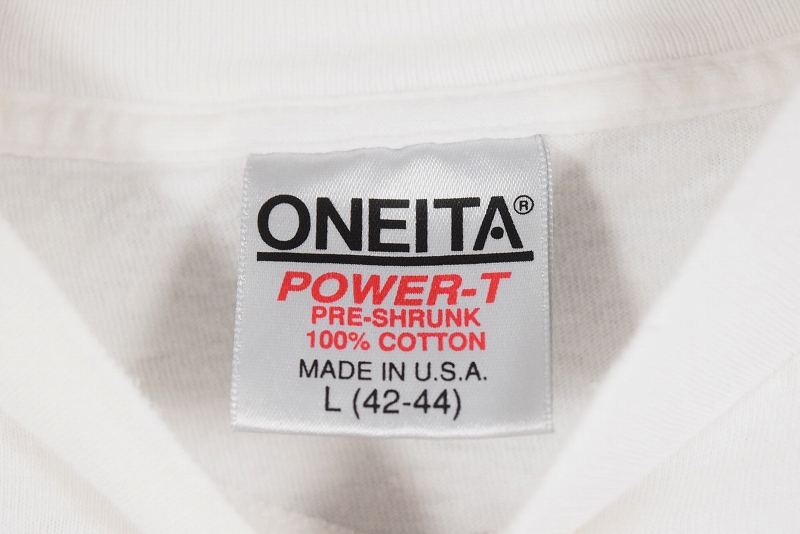 ONEITA®
POWER-T
PRE-SHRUNK
100% COTTON
MADE IN U.S.A.
L (42-44)